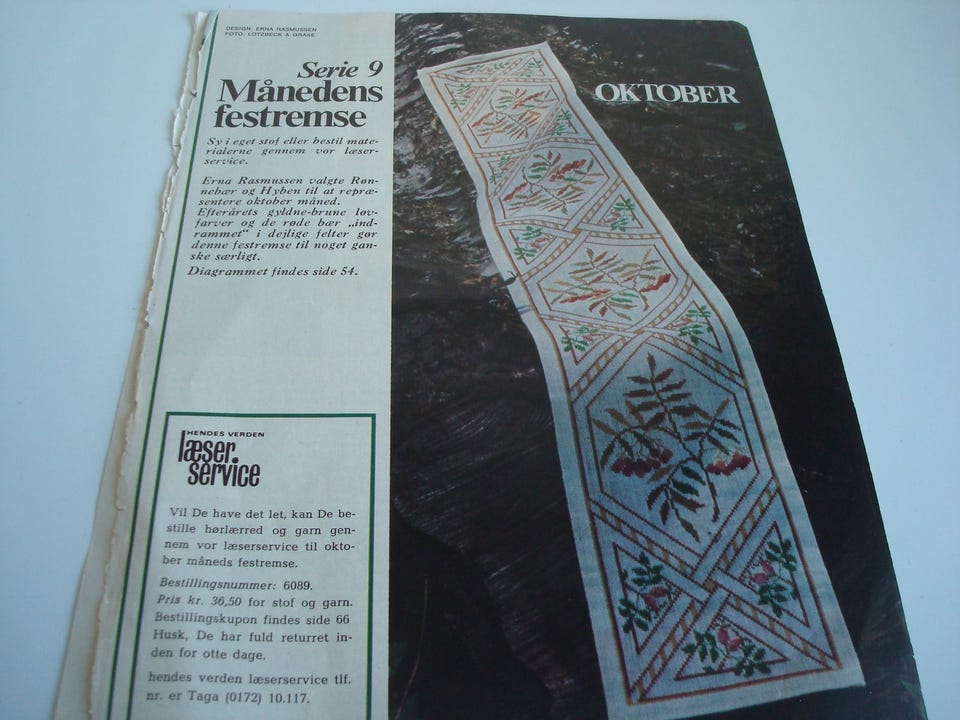 DESIGN: ERNA RASMUSSEN
FOTO: LOTZBECK & GRAAE
Serie 9
Månedens
festremse
Sy i eget stof eller bestil mate-
rialerne gennem vor læser-
service.
Erna Rasmussen valgte Røn-
nebær og Hyben til at repræ-
sentere oktober måned.
Efterårets gyldne-brune løv-
farver og de røde bær „ind-
rammet“ i dejlige felter gør
denne festremse til noget gan-
ske særligt.
Diagrammet findes side 54.
OKTOBER
HENDES VERDEN
læser.
service
Vil De have det let, kan De be-
stille hørlærred og garn gen-
nem vor læserservice til okto-
ber måneds festremse.
Bestillingsnummer: 6089.
Pris kr. 36,50 for stof og garn.
Bestillingskupon findes side 66
Husk, De har fuld returret in-
den for otte dage.
hendes verden læserservice tlf.
nr. er Taga (0172) 10.117.